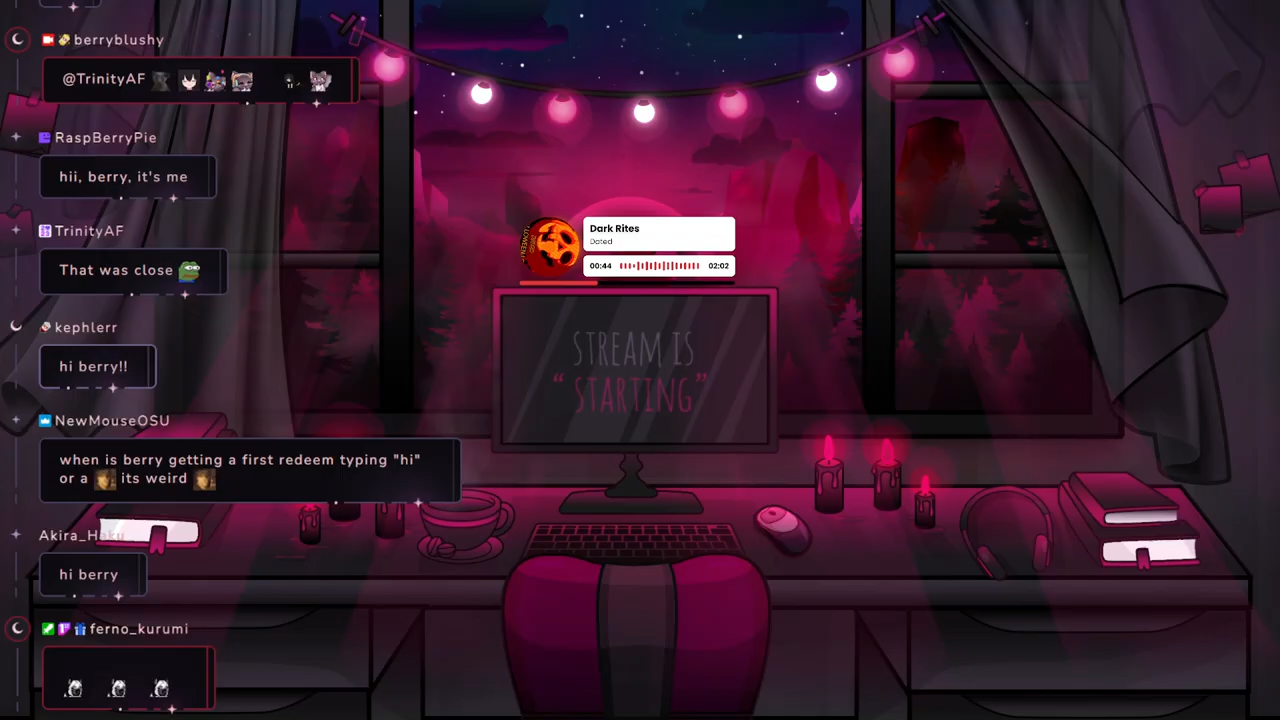 berryblushy
@TrinityAF
RaspBerryPie
hii, berry, it's me
TrinityAF
That was close
kephlerr
hi berry!!
NewMouseOSU
when is berry getting a first redeem typing "hi"
or a its weird
Akira_Haku
hi berry
ferno_kurumi
Dark Rites
Dated
00:44 02:02
STREAM IS
“ STARTING”